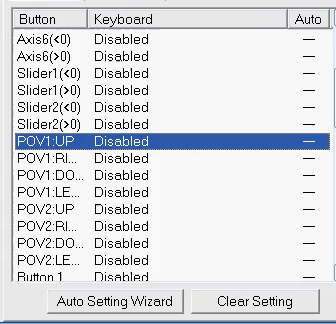 Button Keyboard Auto
Axis6(<0) Disabled —
Axis6(>0) Disabled —
Slider1(<0) Disabled —
Slider1(>0) Disabled —
Slider2(<0) Disabled —
Slider2(>0) Disabled —
POV1:UP Disabled —
POV1:RI... Disabled —
POV1:DO... Disabled —
POV1:LE... Disabled —
POV2:UP Disabled —
POV2:RI... Disabled —
POV2:DO... Disabled —
POV2:LE... Disabled —
Button 1 Disabled —
Auto Setting Wizard Clear Setting